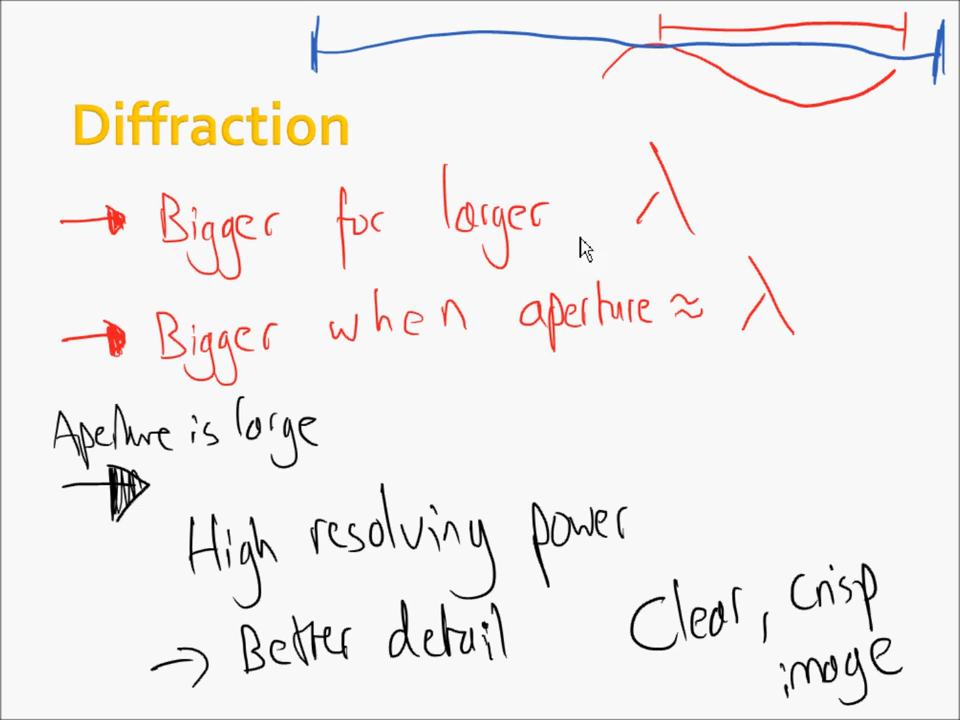 Diffraction
→ Bigger for larger λ
→ Bigger when aperture ≈ λ
Aperture is large
→
High resolving power
→ Better detail
Clear, crisp
image